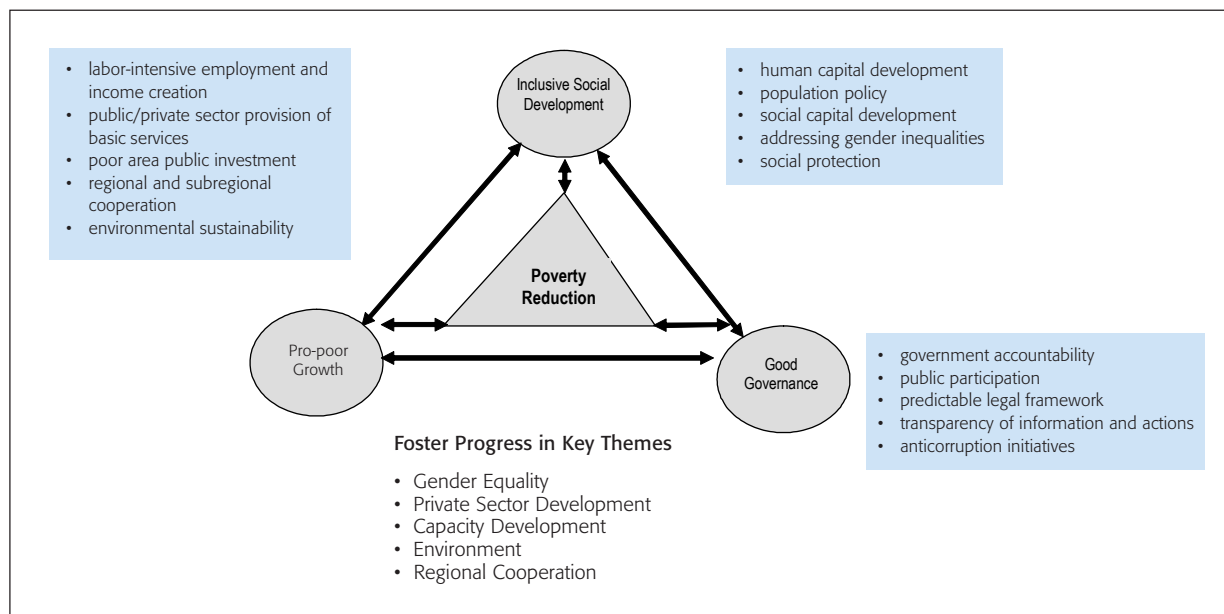 • labor-intensive employment and
income creation
• public/private sector provision of
basic services
• poor area public investment
• regional and subregional
cooperation
• environmental sustainability
Inclusive Social
Development
• human capital development
• population policy
• social capital development
• addressing gender inequalities
• social protection
Poverty
Reduction
Pro-poor
Growth
Good
Governance
• government accountability
• public participation
• predictable legal framework
• transparency of information and actions
• anticorruption initiatives
Foster Progress in Key Themes
• Gender Equality
• Private Sector Development
• Capacity Development
• Environment
• Regional Cooperation